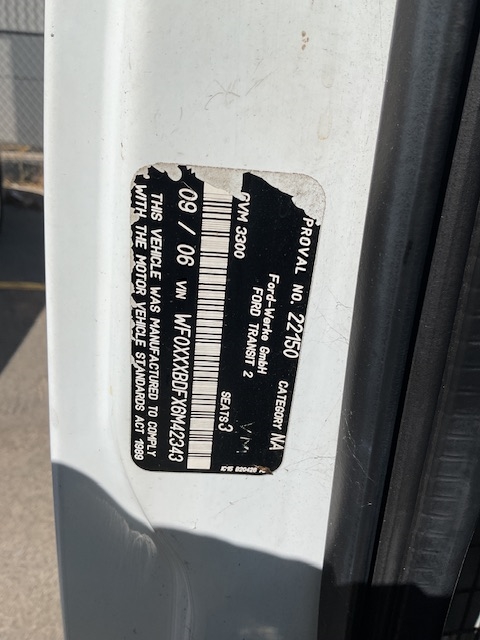 PROVAL NO. 22150 CATEGORY NA
Ford-Werke GmbH
FORD TRANSIT 2
GVM 3300 SEATS 3 VM
09 / 06 VIN WF0XXXBDFX6M42343
THIS VEHICLE WAS MANUFACTURED TO COMPLY
WITH THE MOTOR VEHICLE STANDARDS ACT 1989